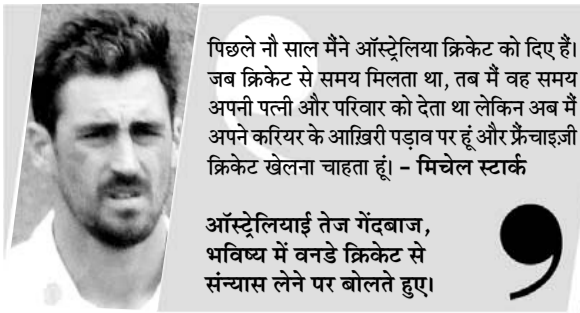 पिछले नौ साल मैंने ऑस्ट्रेलिया क्रिकेट को दिए हैं।
जब क्रिकेट से समय मिलता था, तब मैं वह समय
अपनी पत्नी और परिवार को देता था लेकिन अब मैं
अपने करियर के आख़िरी पड़ाव पर हूं और फ्रैंचाइज़ी
क्रिकेट खेलना चाहता हूं। – मिचेल स्टार्क
ऑस्ट्रेलियाई तेज गेंदबाज,
भविष्य में वनडे क्रिकेट से
संन्यास लेने पर बोलते हुए।